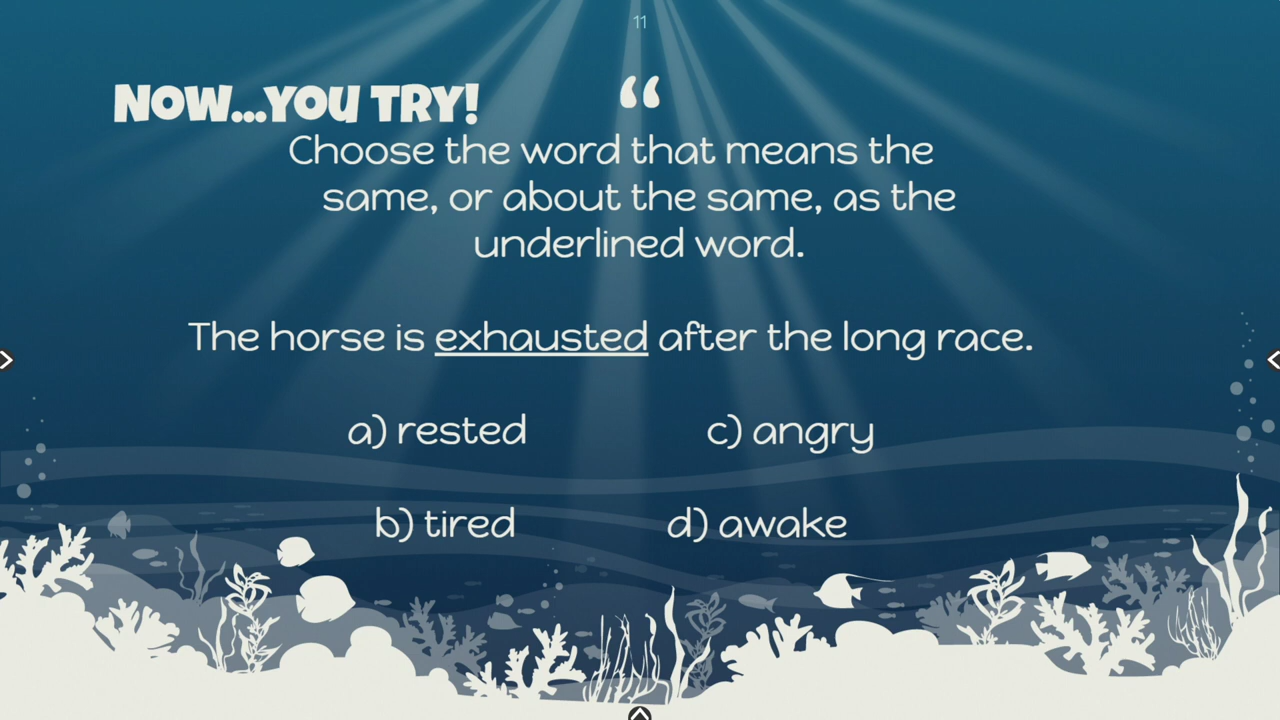 11
NOW...YOU TRY!
“
Choose the word that means the
same, or about the same, as the
underlined word.
The horse is exhausted after the long race.
a) rested c) angry
b) tired d) awake